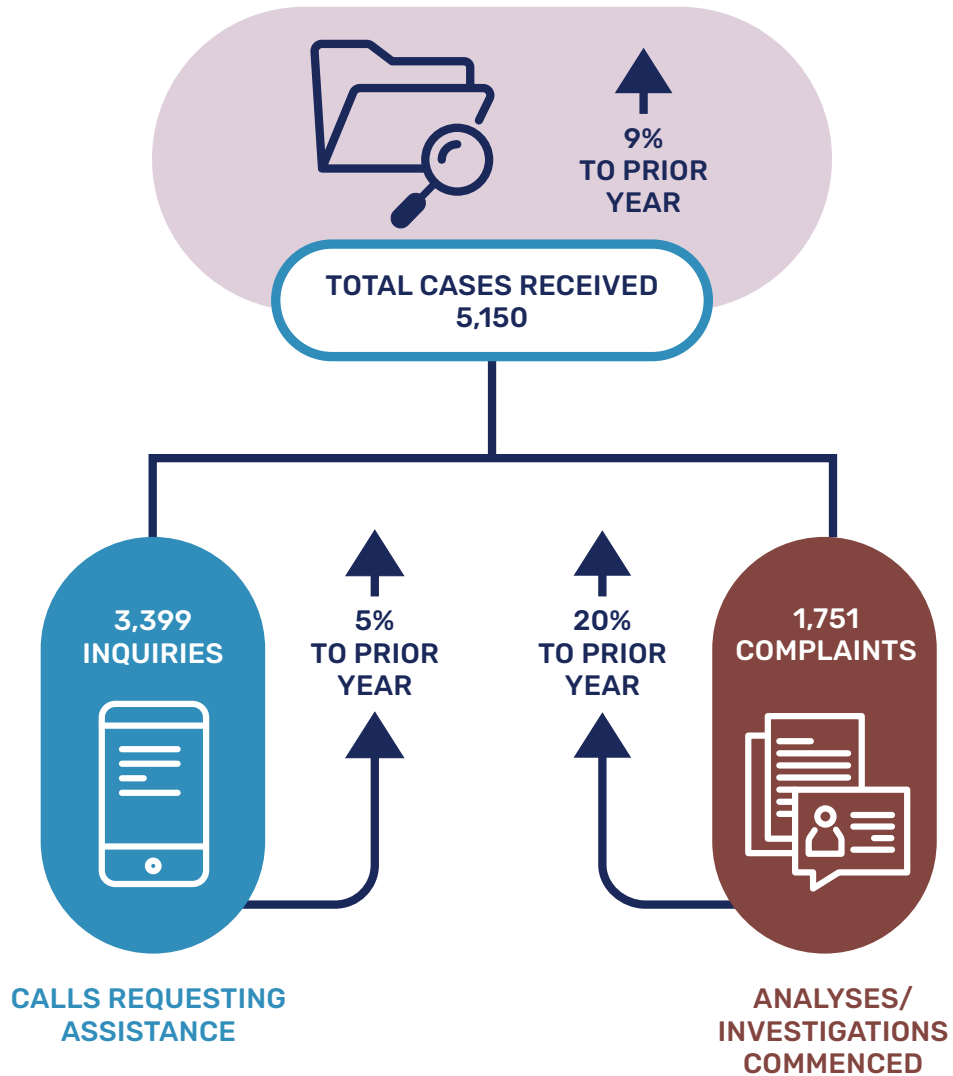 9%
TO PRIOR
YEAR
TOTAL CASES RECEIVED
5,150
3,399
INQUIRIES
5%
TO PRIOR
YEAR
20%
TO PRIOR
YEAR
1,751
COMPLAINTS
CALLS REQUESTING
ASSISTANCE
ANALYSES/
INVESTIGATIONS
COMMENCED